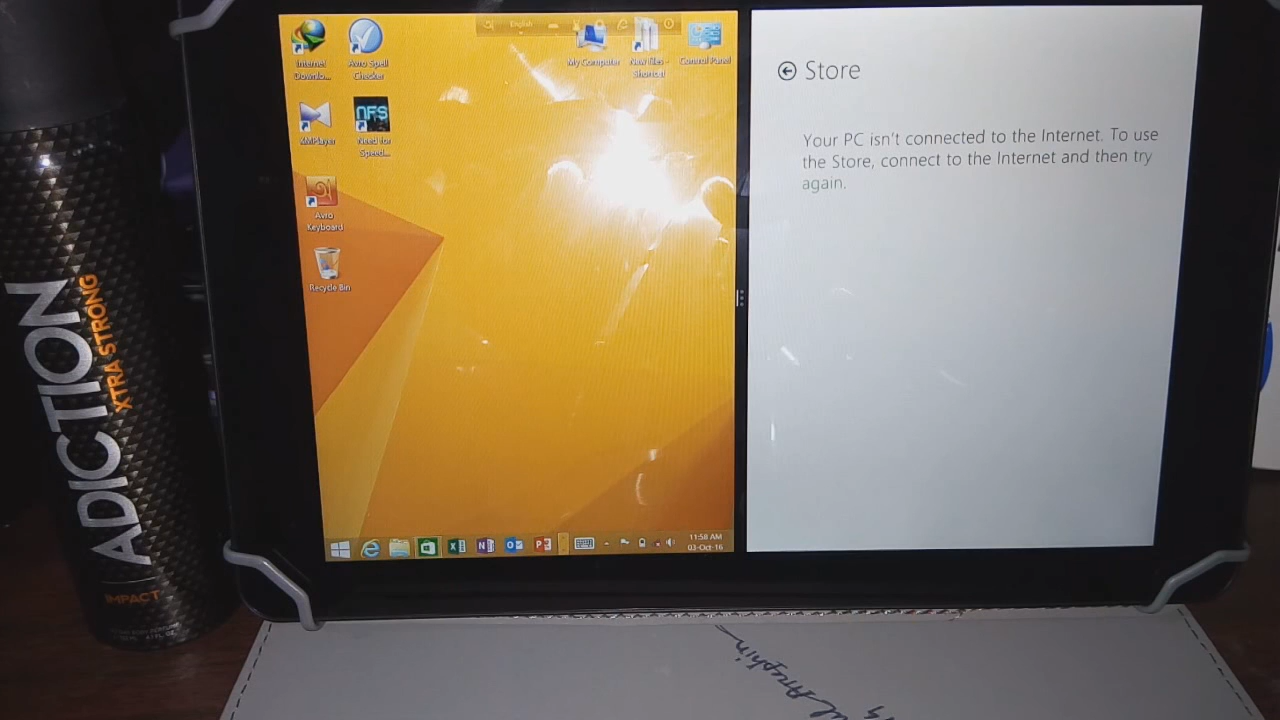 ADICTION
XTRA STRONG
IMPACT
Internet
Downlo...
Avro Spell
Checker
English
My Computer
New files -
Shortcut
Control Panel
KMPlayer
NFS
Need for
Speed...
Avro
Keyboard
Recycle Bin
11:58 AM
03-Oct-16
Store
Your PC isn't connected to the Internet. To use
the Store, connect to the Internet and then try
again.